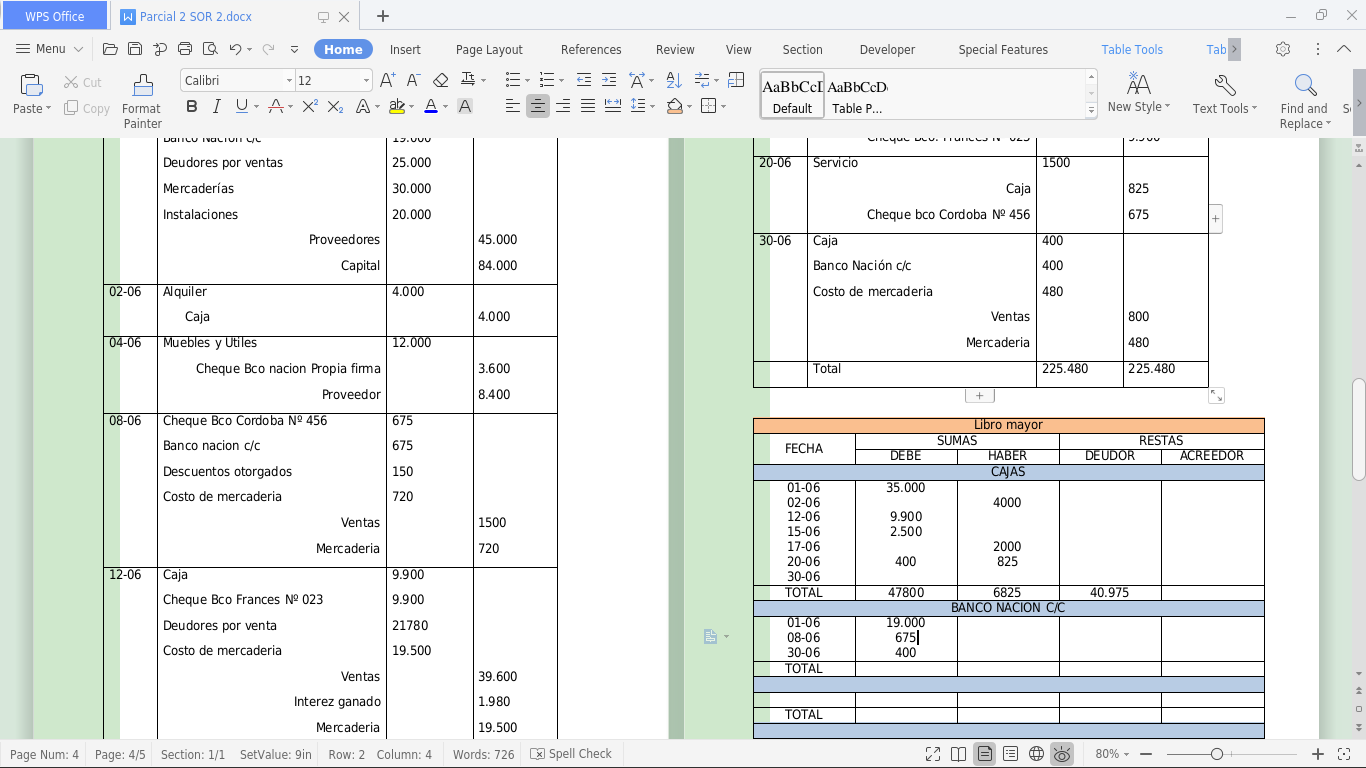 WPS Office
Parcial 2 SOR 2.docx
Menu
Home Insert Page Layout References Review View Section Developer Special Features Table Tools Tab
Paste Cut Copy Format Painter Calibri 12 AaBbCcD Default AaBbCcD Table P... New Style Text Tools Find and Replace
Banco Nacion c/c 19.000
Deudores por ventas 25.000
Mercaderías 30.000
Instalaciones 20.000
Proveedores 45.000
Capital 84.000
02-06 Alquiler 4.000
Caja 4.000
04-06 Muebles y Utiles 12.000
Cheque Bco nacion Propia firma 3.600
Proveedor 8.400
08-06 Cheque Bco Cordoba Nº 456 675
Banco nacion c/c 675
Descuentos otorgados 150
Costo de mercaderia 720
Ventas 1500
Mercaderia 720
12-06 Caja 9.900
Cheque Bco Frances Nº 023 9.900
Deudores por venta 21780
Costo de mercaderia 19.500
Ventas 39.600
Interez ganado 1.980
Mercaderia 19.500
Cheque Bco. Frances Nº 023 9.900
20-06 Servicio 1500
Caja 825
Cheque bco Cordoba Nº 456 675
30-06 Caja 400
Banco Nación c/c 400
Costo de mercaderia 480
Ventas 800
Mercaderia 480
Total 225.480 225.480
Libro mayor
FECHA SUMAS RESTAS
DEBE HABER DEUDOR ACREEDOR
CAJAS
01-06 35.000
02-06 4000
12-06 9.900
15-06 2.500
17-06 2000
20-06 400 825
30-06
TOTAL 47800 6825 40.975
BANCO NACION C/C
01-06 19.000
08-06 675
30-06 400
TOTAL
TOTAL
Page Num: 4 Page: 4/5 Section: 1/1 SetValue: 9in Row: 2 Column: 4 Words: 726 Spell Check 80%